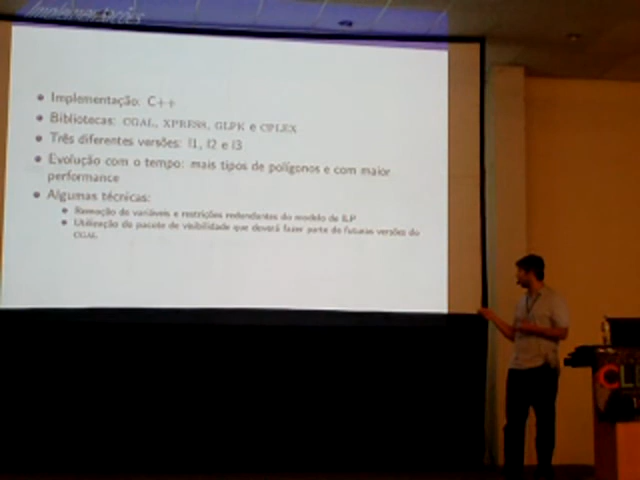 Implementações
Implementação: C++
Bibliotecas: CGAL, XPRESS, GLPK e CPLEX
Três diferentes versões: I1, I2 e I3
Evolução com o tempo: mais tipos de polígonos e com maior
performance
Algumas técnicas:
Remoção de variáveis e restrições redundantes do modelo de ILP
Utilização do pacote de visibilidade que deverá fazer parte de futuras versões do
CGAL
CLE